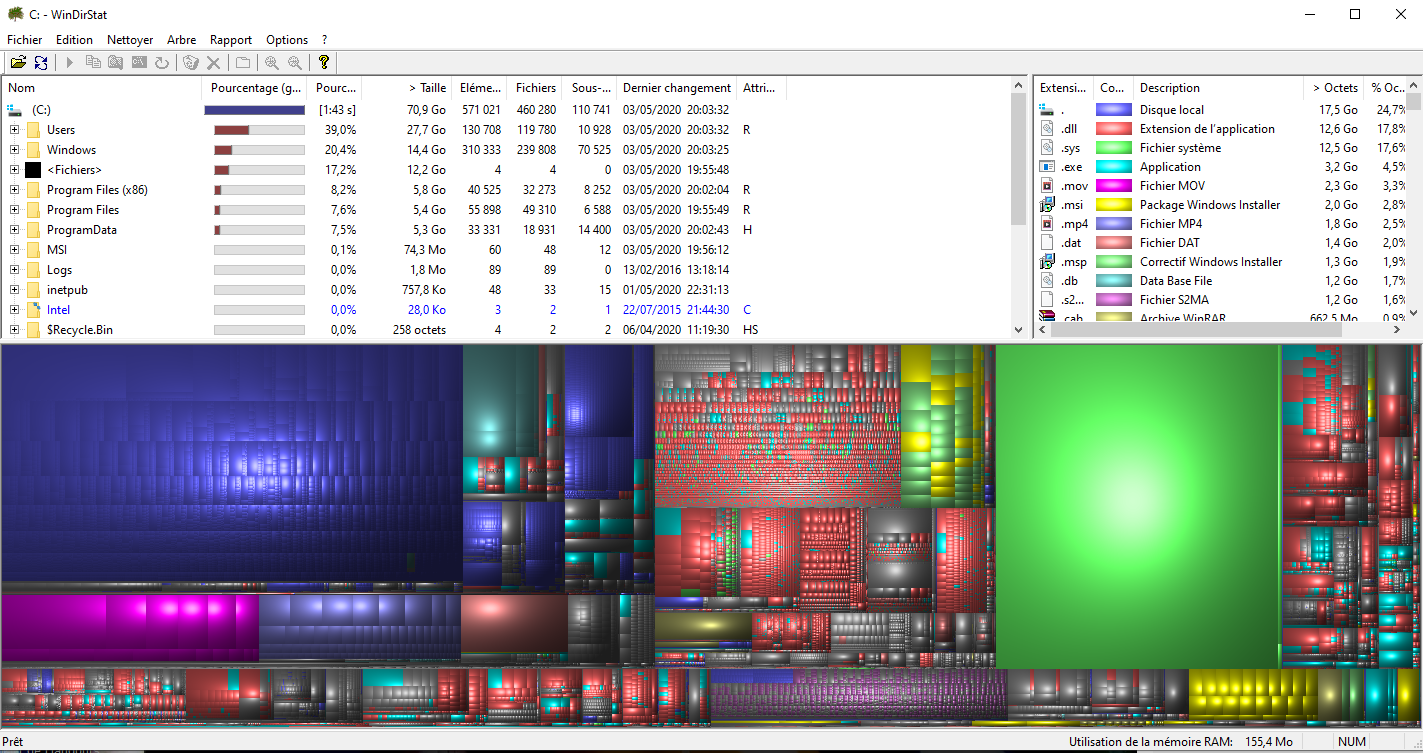 C: - WinDirStat
Fichier Edition Nettoyer Arbre Rapport Options ?
Nom Pourcentage (g... Pourc... > Taille Eléme... Fichiers Sous-... Dernier changement Attri...
(C:) [1:43 s] 70,9 Go 571 021 460 280 110 741 03/05/2020 20:03:32
Users 39,0% 27,7 Go 130 708 119 780 10 928 03/05/2020 20:03:32 R
Windows 20,4% 14,4 Go 310 333 239 808 70 525 03/05/2020 20:03:25
<Fichiers> 17,2% 12,2 Go 4 4 0 03/05/2020 19:55:48
Program Files (x86) 8,2% 5,8 Go 40 525 32 273 8 252 03/05/2020 20:02:04 R
Program Files 7,6% 5,4 Go 55 898 49 310 6 588 03/05/2020 19:55:49 R
ProgramData 7,5% 5,3 Go 33 331 18 931 14 400 03/05/2020 20:02:43 H
MSI 0,1% 74,3 Mo 60 48 12 03/05/2020 19:56:12
Logs 0,0% 1,8 Mo 89 89 0 13/02/2016 13:18:14
inetpub 0,0% 757,8 Ko 48 33 15 01/05/2020 22:31:13
Intel 0,0% 28,0 Ko 3 2 1 22/07/2015 21:44:30 C
$Recycle.Bin 0,0% 258 octets 4 2 2 06/04/2020 11:19:30 HS
Extensi... Co... Description > Octets % Oc...
. Disque local 17,5 Go 24,7%
.dll Extension de l'application 12,6 Go 17,8%
.sys Fichier système 12,5 Go 17,6%
.exe Application 3,2 Go 4,5%
.mov Fichier MOV 2,3 Go 3,3%
.msi Package Windows Installer 2,0 Go 2,8%
.mp4 Fichier MP4 1,8 Go 2,5%
.dat Fichier DAT 1,4 Go 2,0%
.msp Correctif Windows Installer 1,3 Go 1,9%
.db Data Base File 1,2 Go 1,7%
.s2... Fichier S2MA 1,2 Go 1,6%
.cab Archive WinRAR 662,5 Mo 0,9%
Prêt Utilisation de la mémoire RAM: 155,4 Mo NUM